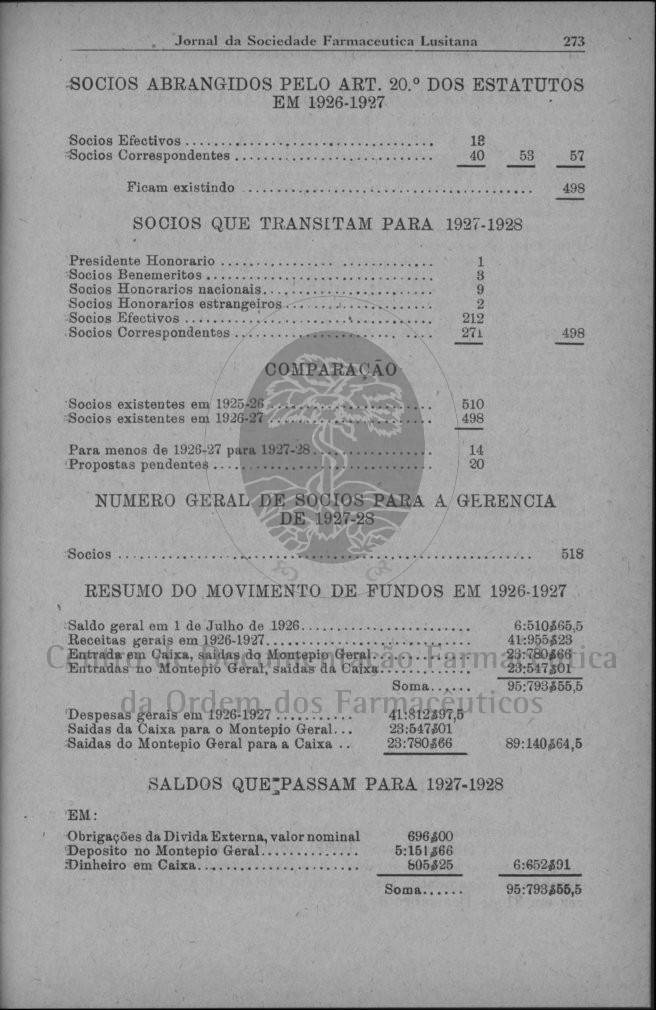 Jornal da Sociedade Farmaceutica Lusitana 273
SOCIOS ABRANGIDOS PELO ART. 20.º DOS ESTATUTOS
EM 1926-1927
Socios Efectivos ................................. 13
Socios Correspondentes ........................... 40 53 57
Ficam existindo ....................................... 498
SOCIOS QUE TRANSITAM PARA 1927-1928
Presidente Honorario ............................. 1
Socios Benemeritos ............................... 3
Socios Honorarios nacionais....................... 9
Socios Honorarios estrangeiros ................... 2
Socios Efectivos ................................. 212
Socios Correspondentes ........................... 271 498
COMPARAÇÃO
Socios existentes em 1925-26 ..................... 510
Socios existentes em 1926-27 ..................... 498
Para menos de 1926-27 para 1927-28................ 14
Propostas pendentes .............................. 20
NUMERO GERAL DE SOCIOS PARA A GERENCIA
DE 1927-28
Socios ....................................................... 518
RESUMO DO MOVIMENTO DE FUNDOS EM 1926-1927
Saldo geral em 1 de Julho de 1926........................ 6:510$65,5
Receitas gerais em 1926-1927............................. 41:955$23
Entrada em Caixa, saidas do Montepio Geral............... 23:780$66
Entradas no Montepio Geral, saidas da Caixa.............. 23:547$01
Centro de Documentação Farmacêutica
Soma...... 95:793$55,5
da Ordem dos Farmacêuticos
Despesas gerais em 1926-1927 ........... 41:812$97,5
Saidas da Caixa para o Montepio Geral... 23:547$01
Saidas do Montepio Geral para a Caixa .. 23:780$66 89:140$64,5
SALDOS QUE PASSAM PARA 1927-1928
EM:
Obrigações da Divida Externa, valor nominal 696$00
Deposito no Montepio Geral.............. 5:151$66
Dinheiro em Caixa....................... 805$25 6:652$91
Soma...... 95:793$55,5